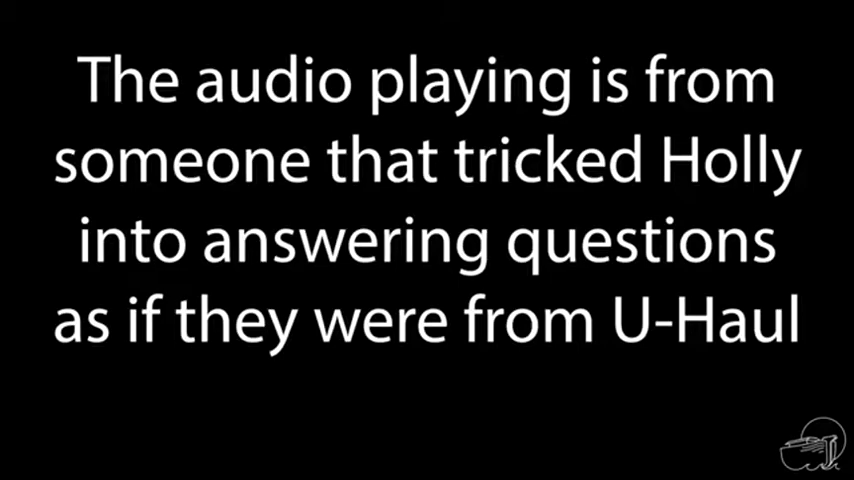 The audio playing is from
someone that tricked Holly
into answering questions
as if they were from U-Haul